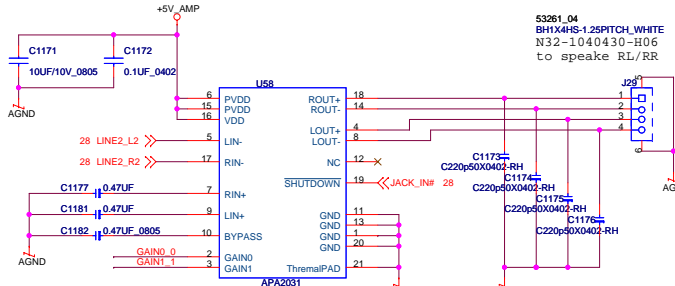 +5V_AMP
53261_04
BH1X4HS-1.25PITCH_WHITE
N32-1040430-H06
to speake RL/RR
C1171
10UF/10V_0805
C1172
0.1UF_0402
AGND
U58
J29
6 PVDD
15 PVDD
16 VDD
5 LIN-
17 RIN-
7 RIN+
9 LIN+
10 BYPASS
2 GAIN0
3 GAIN1
ROUT+ 18
ROUT- 14
LOUT+ 4
LOUT- 8
NC 12
SHUTDOWN 19
GND 11
GND 13
GND 1
GND 20
ThremalPAD 21
APA2031
28 LINE2_L2
28 LINE2_R2
C1177 0.47UF
C1181 0.47UF
C1182 0.47UF_0805
AGND
GAIN0_0
GAIN1_1
JACK_IN# 28
C1173
C220p50X0402-RH
C1174
C220p50X0402-RH
C1175
C220p50X0402-RH
C1176
C220p50X0402-RH
5
1
2
3
4
6